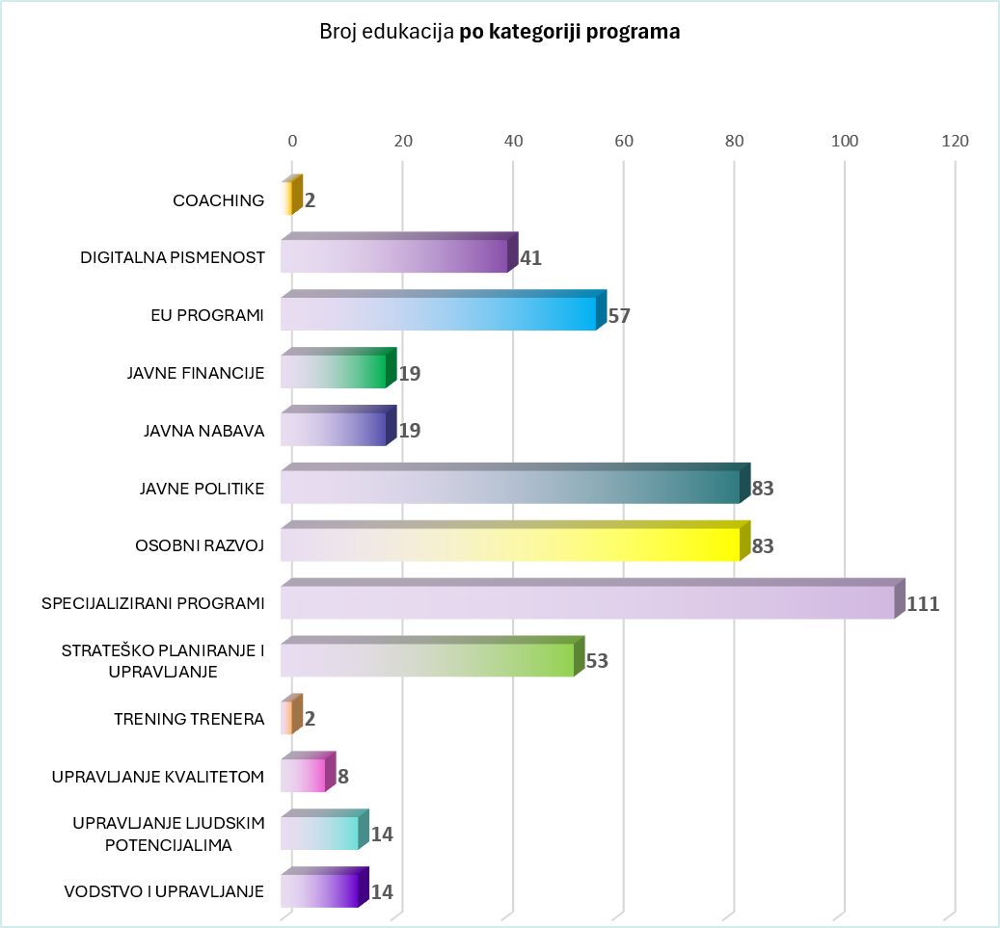 Broj edukacija po kategoriji programa
0 20 40 60 80 100 120
COACHING 2
DIGITALNA PISMENOST 41
EU PROGRAMI 57
JAVNE FINANCIJE 19
JAVNA NABAVA 19
JAVNE POLITIKE 83
OSOBNI RAZVOJ 83
SPECIJALIZIRANI PROGRAMI 111
STRATEŠKO PLANIRANJE I
UPRAVLJANJE 53
TRENING TRENERA 2
UPRAVLJANJE KVALITETOM 8
UPRAVLJANJE LJUDSKIM
POTENCIJALIMA 14
VODSTVO I UPRAVLJANJE 14